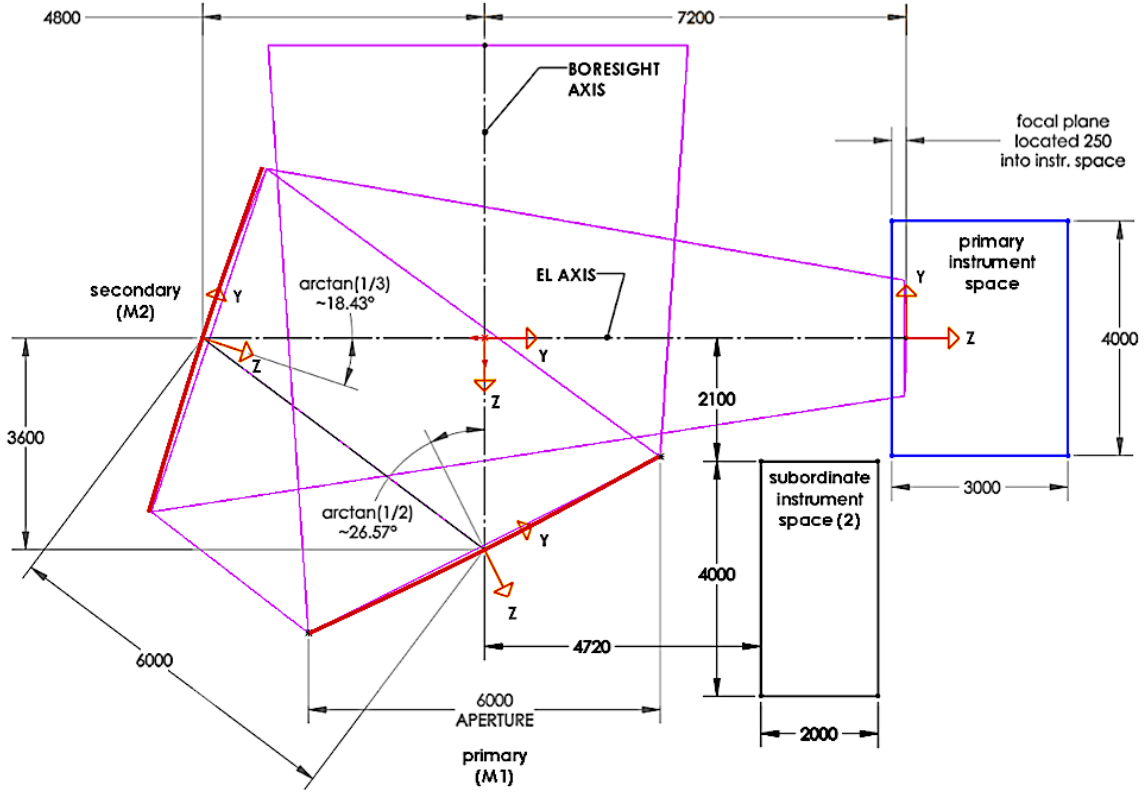 4800
7200
BORESIGHT
AXIS
focal plane
located 250
into instr. space
primary
instrument
space
Y
EL AXIS
arctan(1/3)
~18.43°
secondary
(M2)
Y
Z
Y
Z
Z
4000
2100
3600
3000
subordinate
instrument
space (2)
arctan(1/2)
~26.57°
Y
Z
4000
4720
6000
6000
APERTURE
2000
primary
(M1)